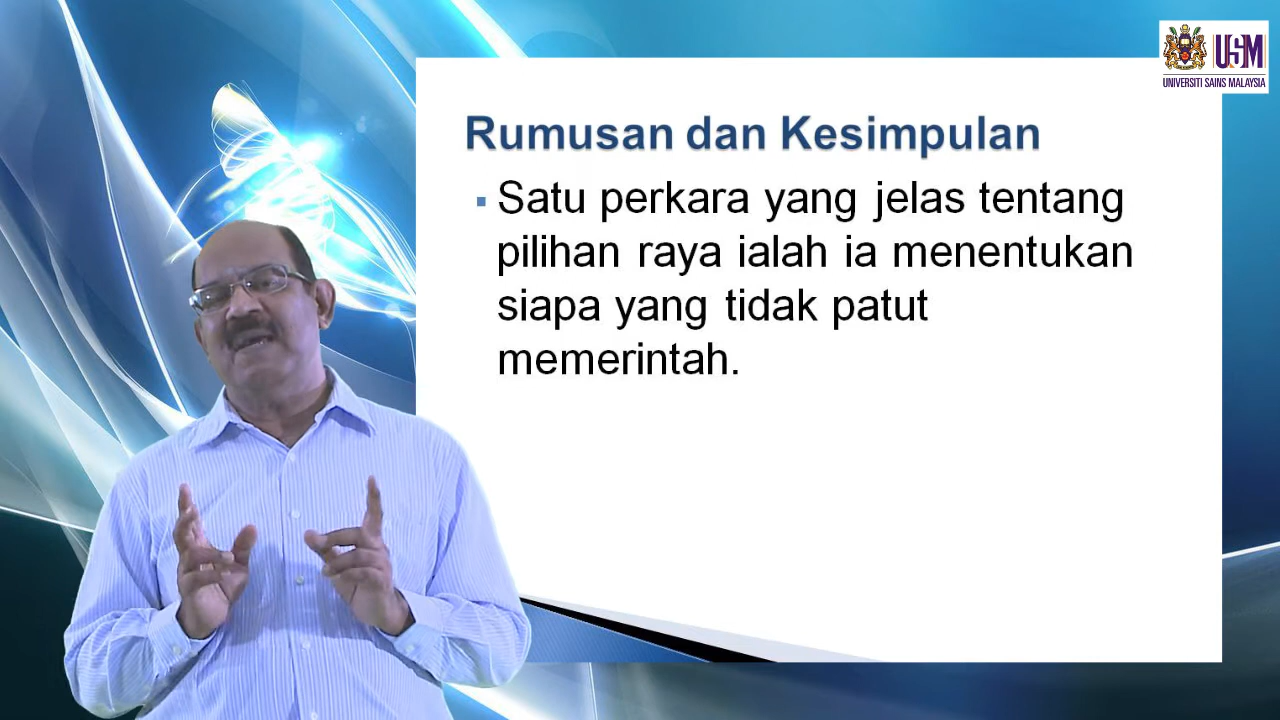 USM
UNIVERSITI SAINS MALAYSIA
Rumusan dan Kesimpulan
Satu perkara yang jelas tentang
pilihan raya ialah ia menentukan
siapa yang tidak patut
memerintah.